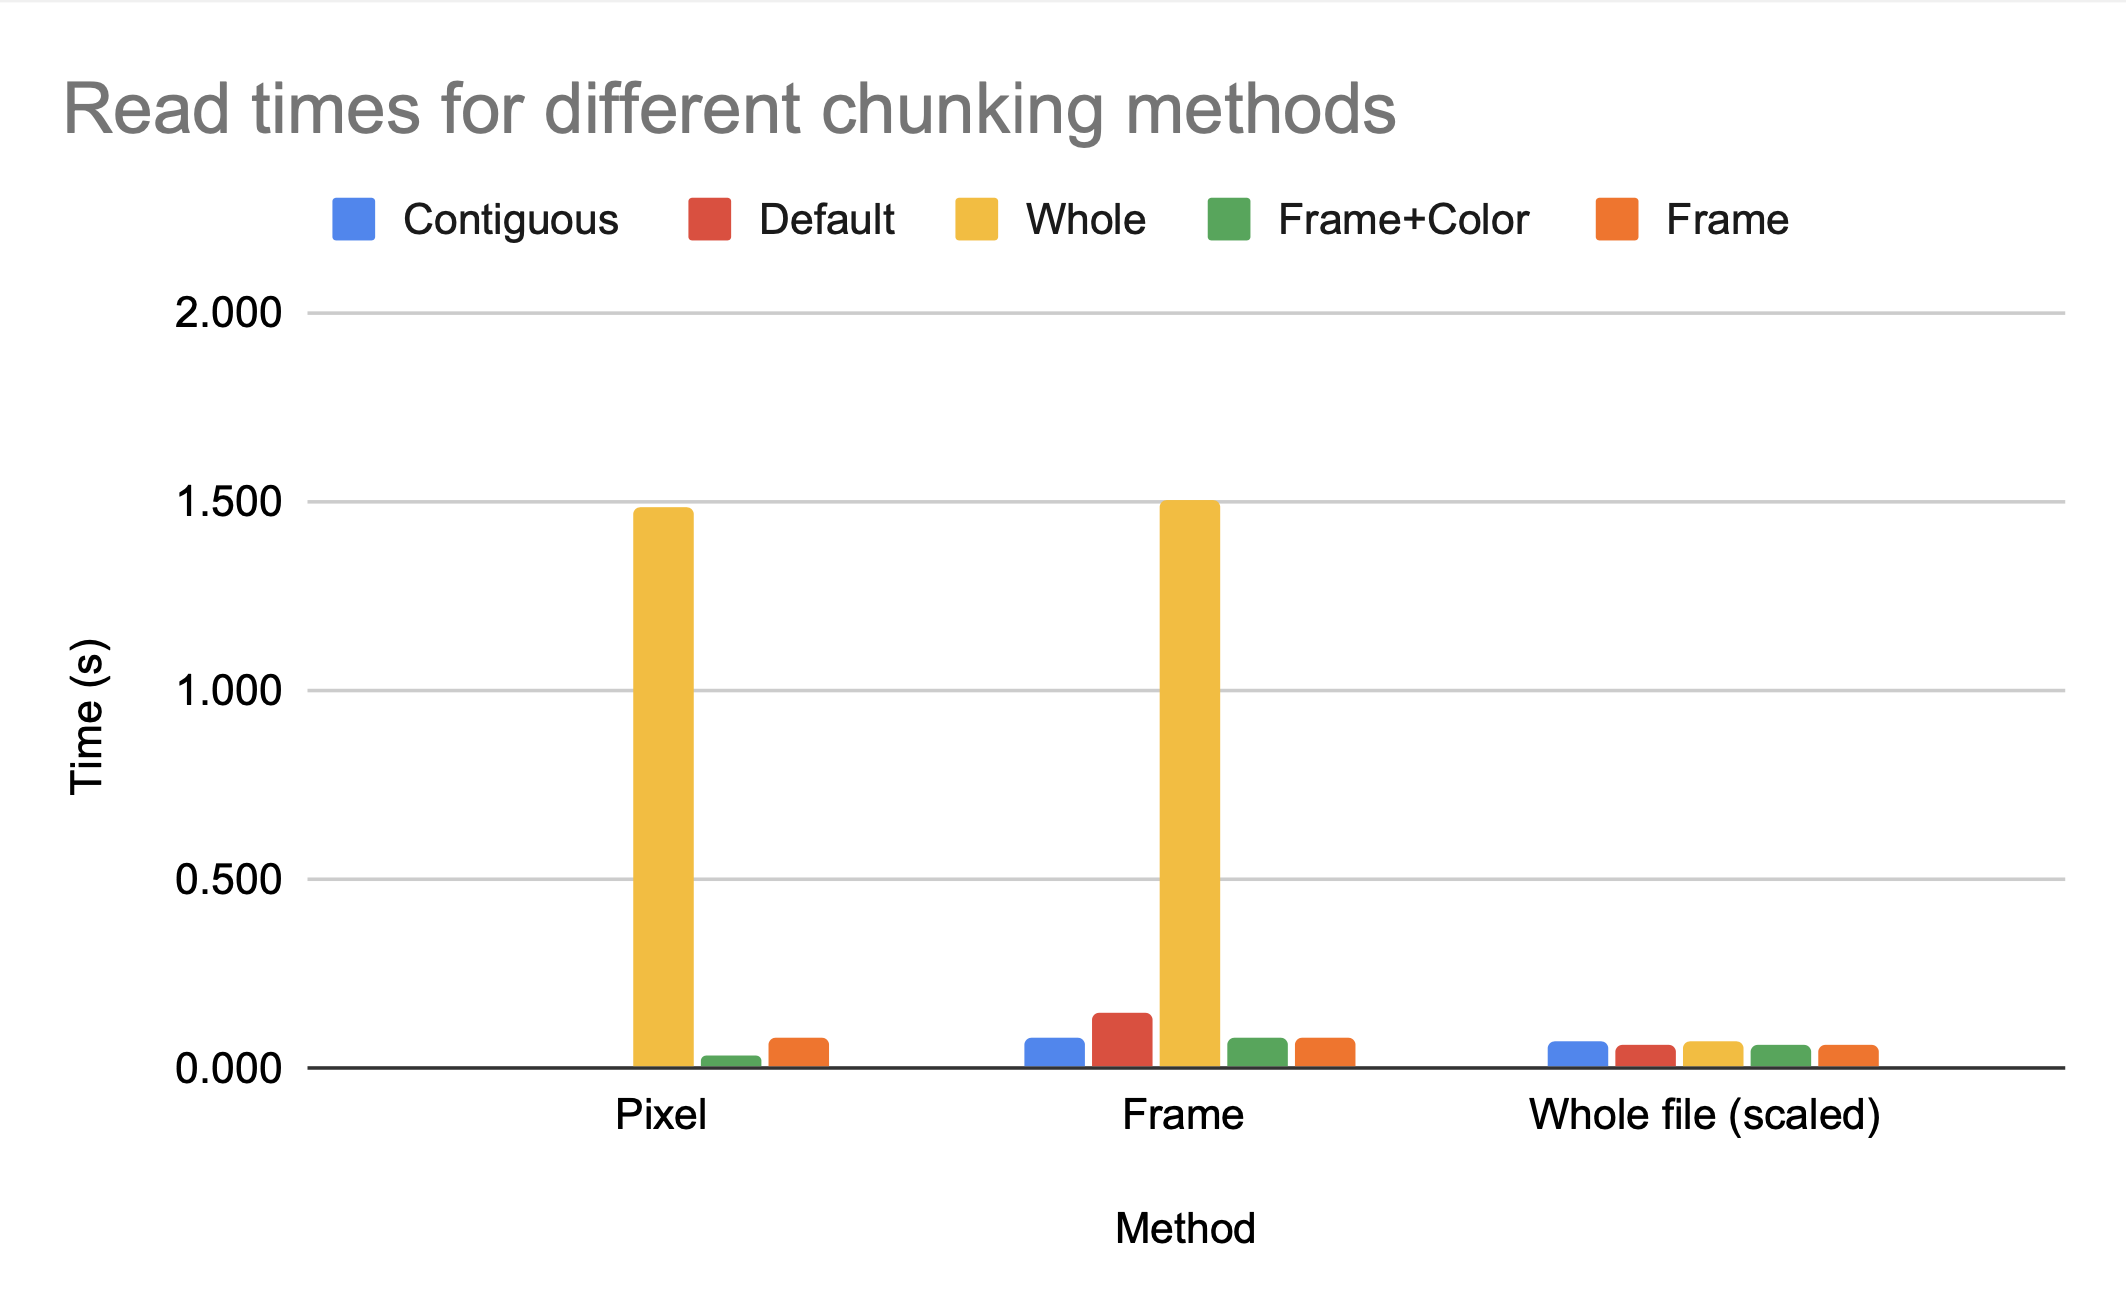 Read times for different chunking methods
Contiguous Default Whole Frame+Color Frame
2.000
1.500
1.000
0.500
0.000
Time (s)
Pixel Frame Whole file (scaled)
Method